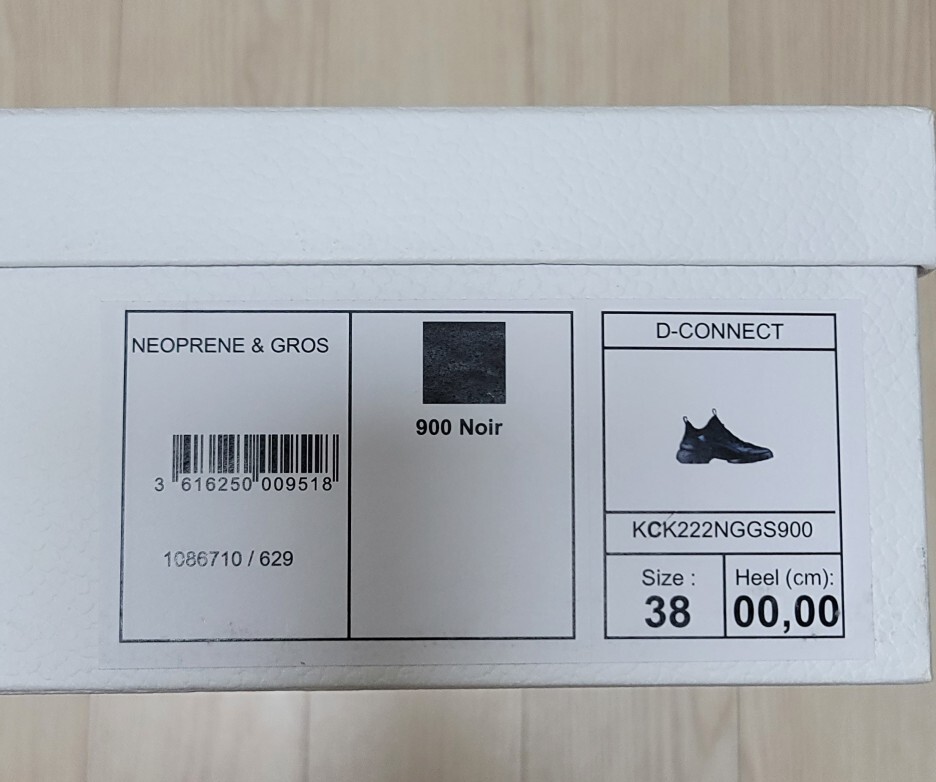 NEOPRENE & GROS
3 616250 009518
1086710 / 629
900 Noir
D-CONNECT
KCK222NGGS900
Size :
38
Heel (cm):
00,00